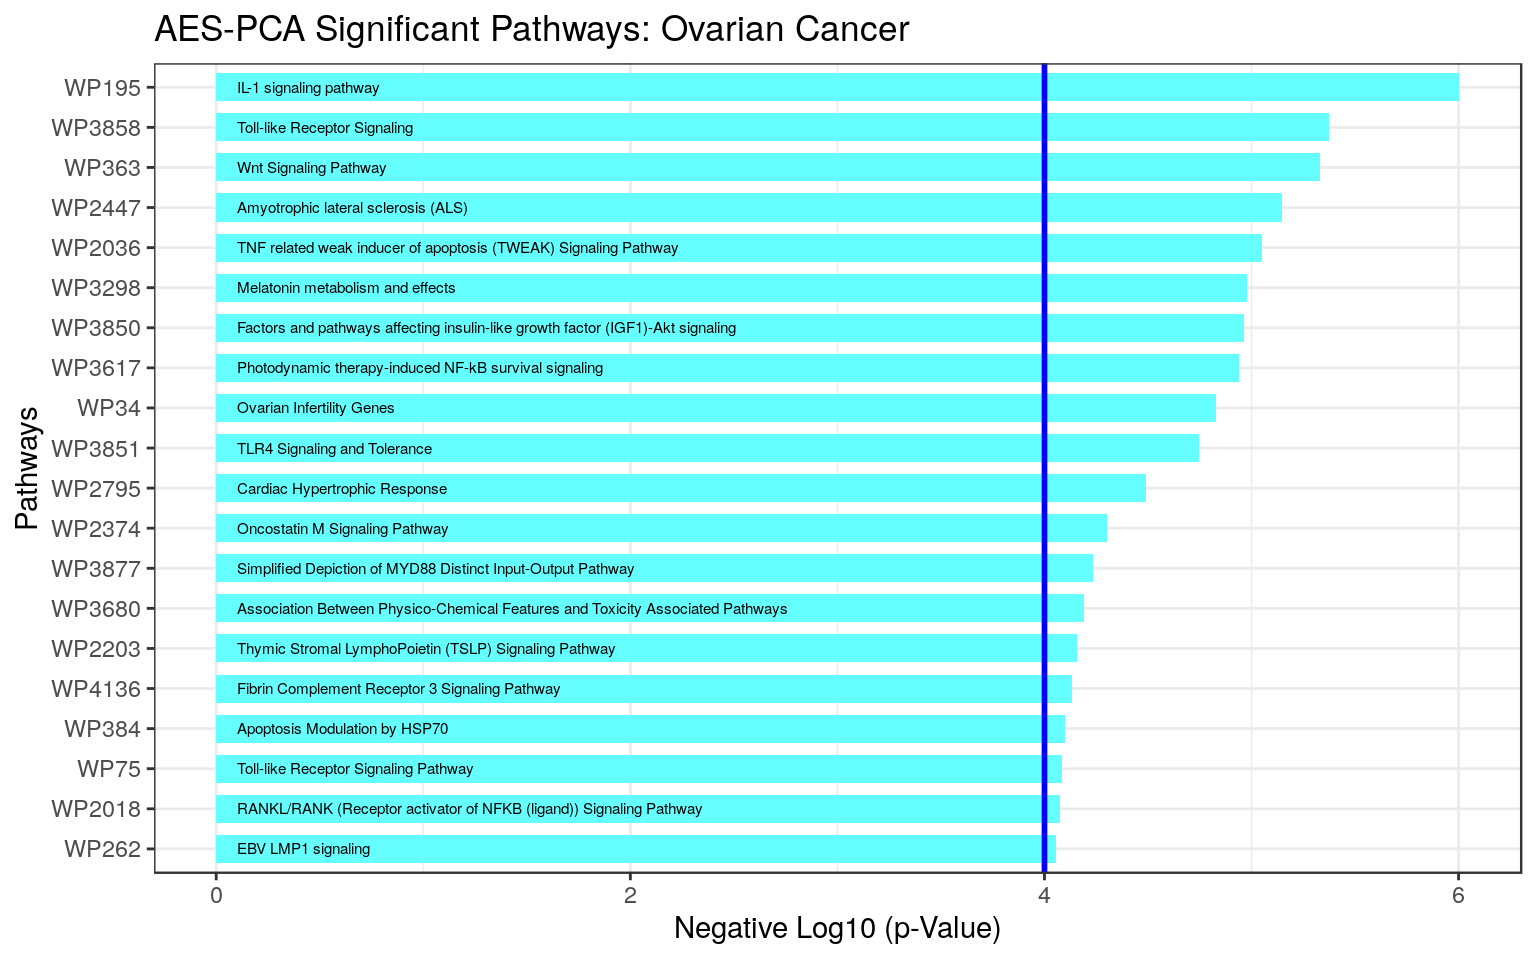 AES-PCA Significant Pathways: Ovarian Cancer
Pathways
WP195 IL-1 signaling pathway
WP3858 Toll-like Receptor Signaling
WP363 Wnt Signaling Pathway
WP2447 Amyotrophic lateral sclerosis (ALS)
WP2036 TNF related weak inducer of apoptosis (TWEAK) Signaling Pathway
WP3298 Melatonin metabolism and effects
WP3850 Factors and pathways affecting insulin-like growth factor (IGF1)-Akt signaling
WP3617 Photodynamic therapy-induced NF-kB survival signaling
WP34 Ovarian Infertility Genes
WP3851 TLR4 Signaling and Tolerance
WP2795 Cardiac Hypertrophic Response
WP2374 Oncostatin M Signaling Pathway
WP3877 Simplified Depiction of MYD88 Distinct Input-Output Pathway
WP3680 Association Between Physico-Chemical Features and Toxicity Associated Pathways
WP2203 Thymic Stromal LymphoPoietin (TSLP) Signaling Pathway
WP4136 Fibrin Complement Receptor 3 Signaling Pathway
WP384 Apoptosis Modulation by HSP70
WP75 Toll-like Receptor Signaling Pathway
WP2018 RANKL/RANK (Receptor activator of NFKB (ligand)) Signaling Pathway
WP262 EBV LMP1 signaling
0 2 4 6
Negative Log10 (p-Value)